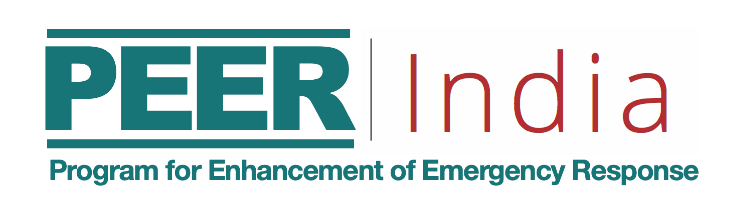 PEER India
Program for Enhancement of Emergency Response